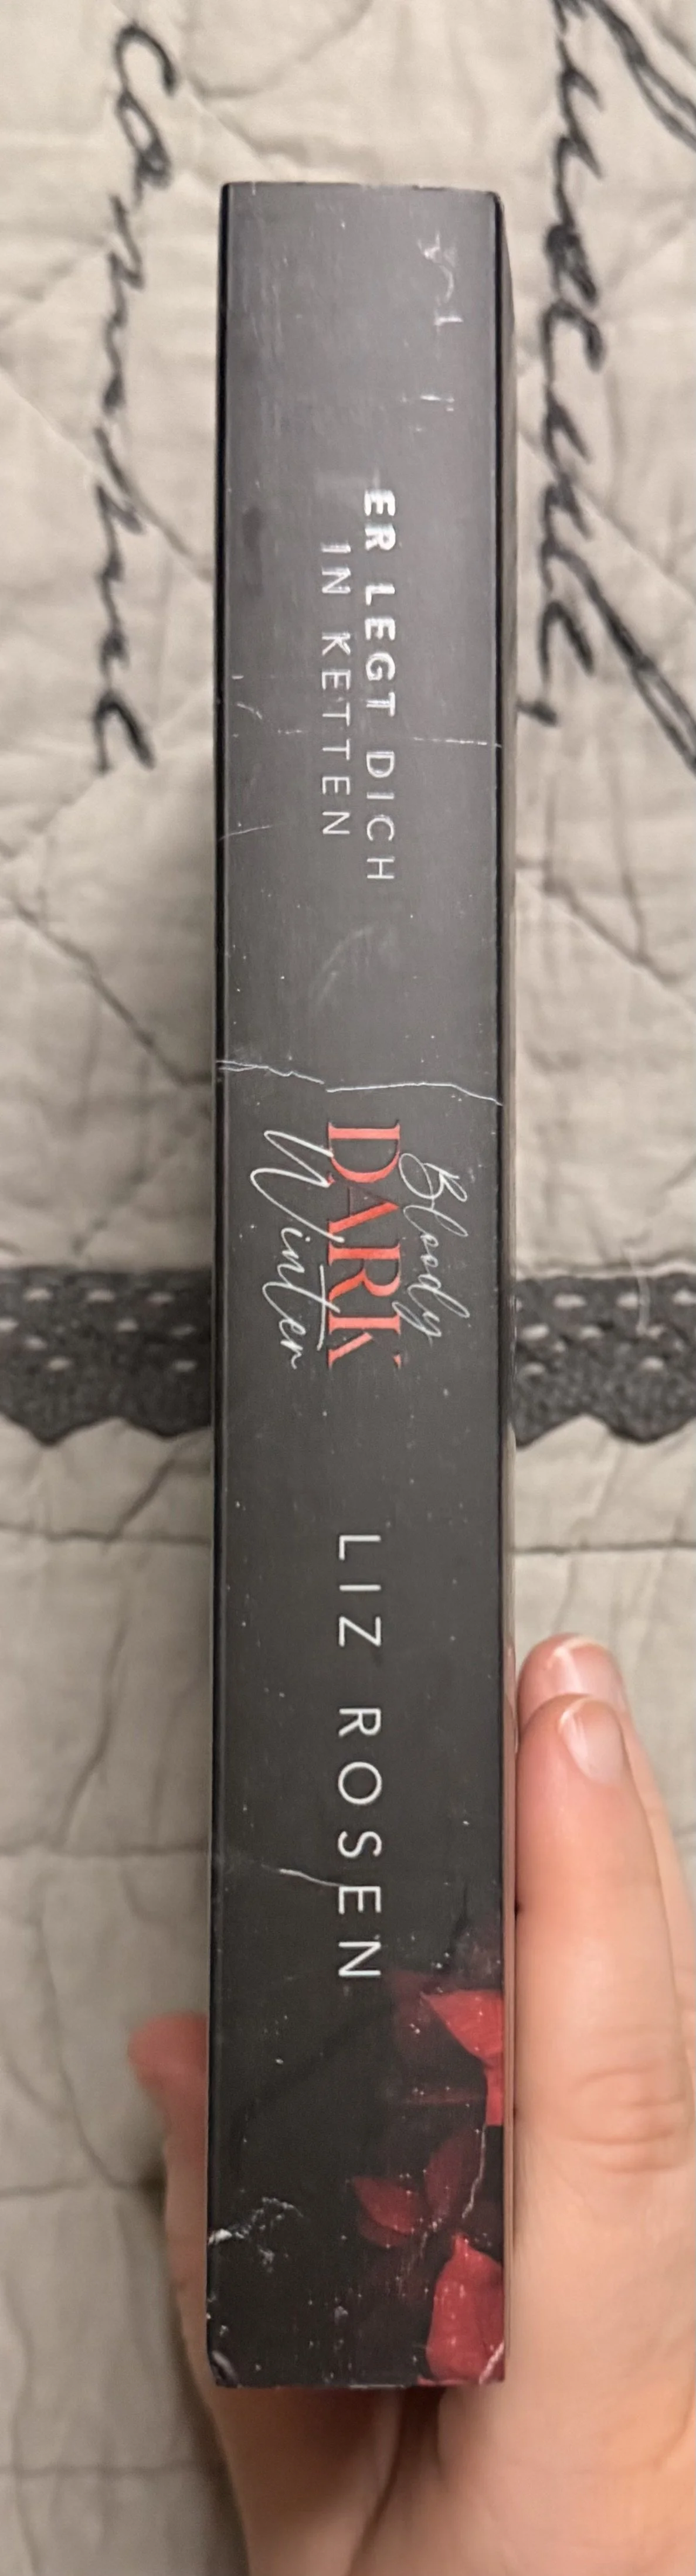 ER LEGT DICH
IN KETTEN
Bloody
DARK
Winter
LIZ ROSEN